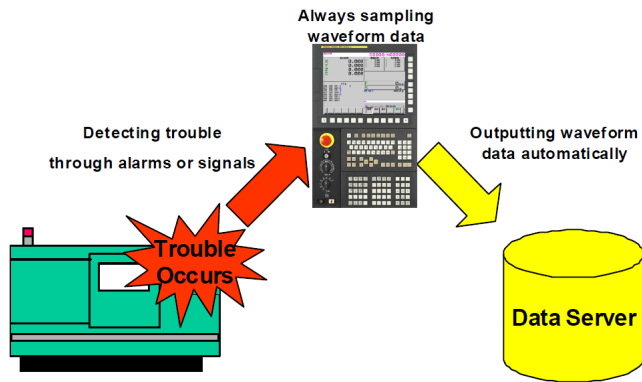 Always sampling
waveform data
Detecting trouble
through alarms or signals
Outputting waveform
data automatically
Trouble
Occurs
Data Server